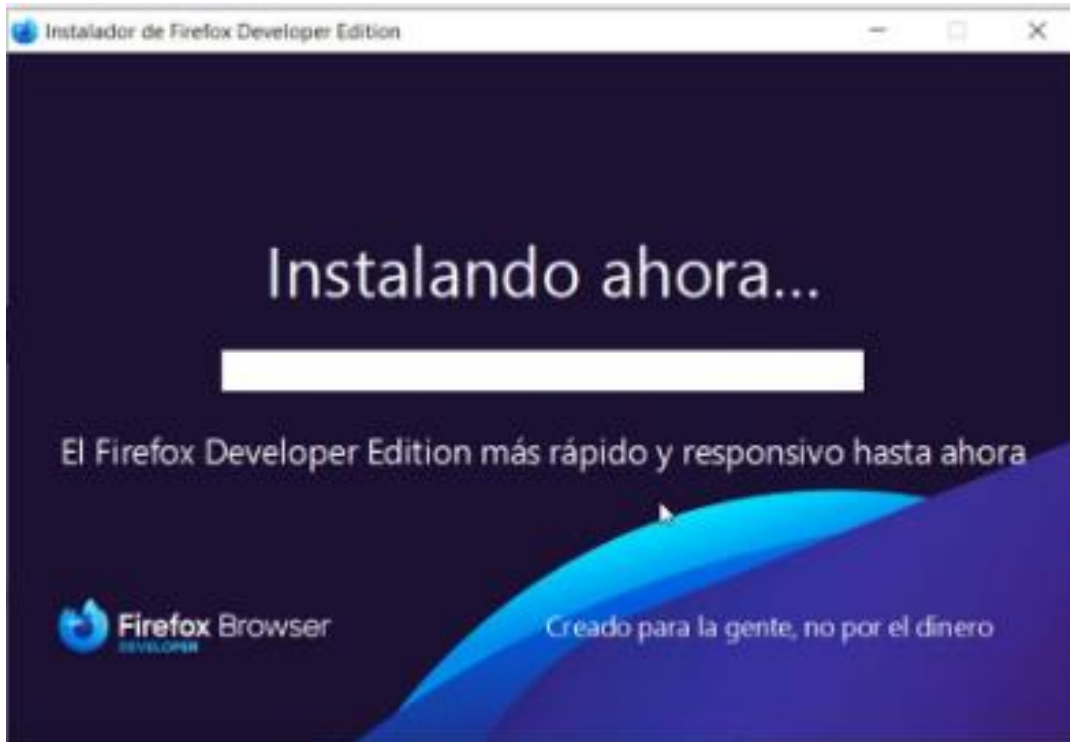 Instalador de Firefox Developer Edition
Instalando ahora...
El Firefox Developer Edition más rápido y responsivo hasta ahora
Firefox Browser
DEVELOPER
Creado para la gente, no por el dinero